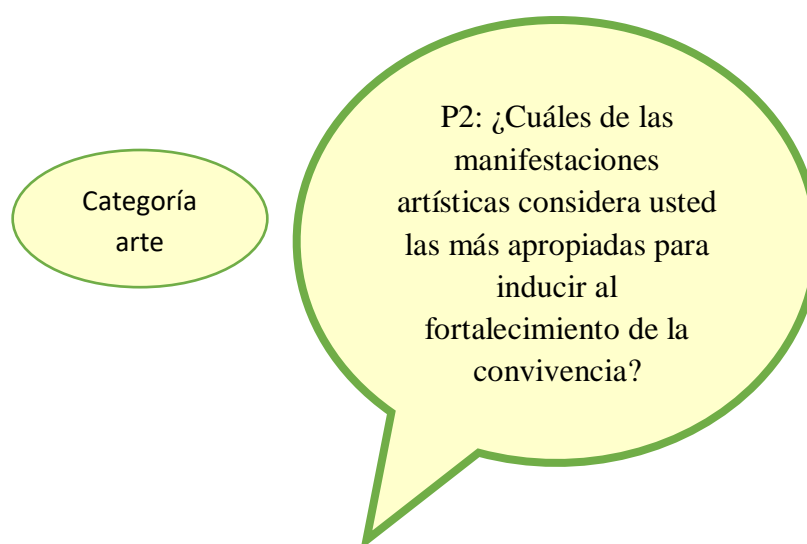 Categoría
arte
P2: ¿Cuáles de las
manifestaciones
artísticas considera usted
las más apropiadas para
inducir al
fortalecimiento de la
convivencia?